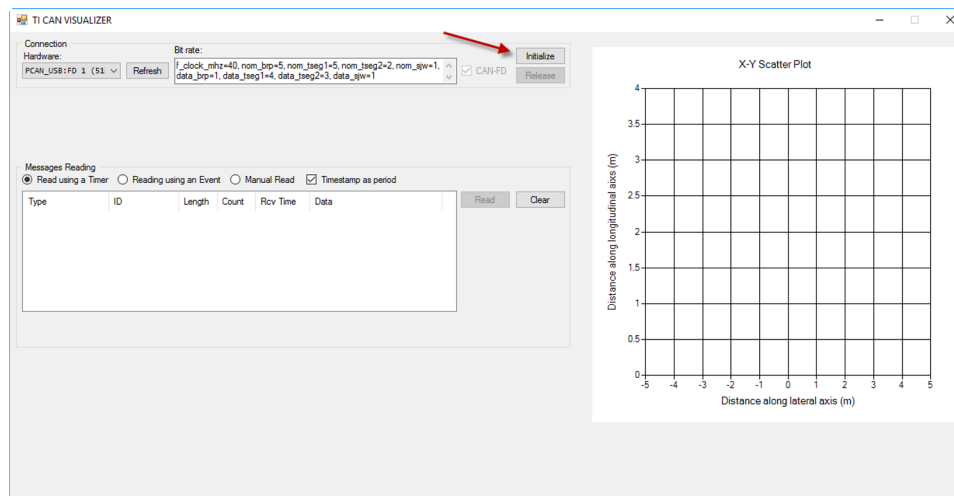 TI CAN VISUALIZER
Connection
Hardware:
Bit rate:
PCAN_USB:FD 1 (51
Refresh
f_clock_mhz=40, nom_brp=5, nom_tseg1=5, nom_tseg2=2, nom_sjw=1,
data_brp=1, data_tseg1=4, data_tseg2=3, data_sjw=1
CAN-FD
Initialize
Release
Messages Reading
Read using a Timer
Reading using an Event
Manual Read
Timestamp as period
Type ID Length Count Rcv Time Data
Read
Clear
X-Y Scatter Plot
Distance along longitudinal aixs (m)
4
3.5
3
2.5
2
1.5
1
0.5
0
-5 -4 -3 -2 -1 0 1 2 3 4 5
Distance along lateral axis (m)